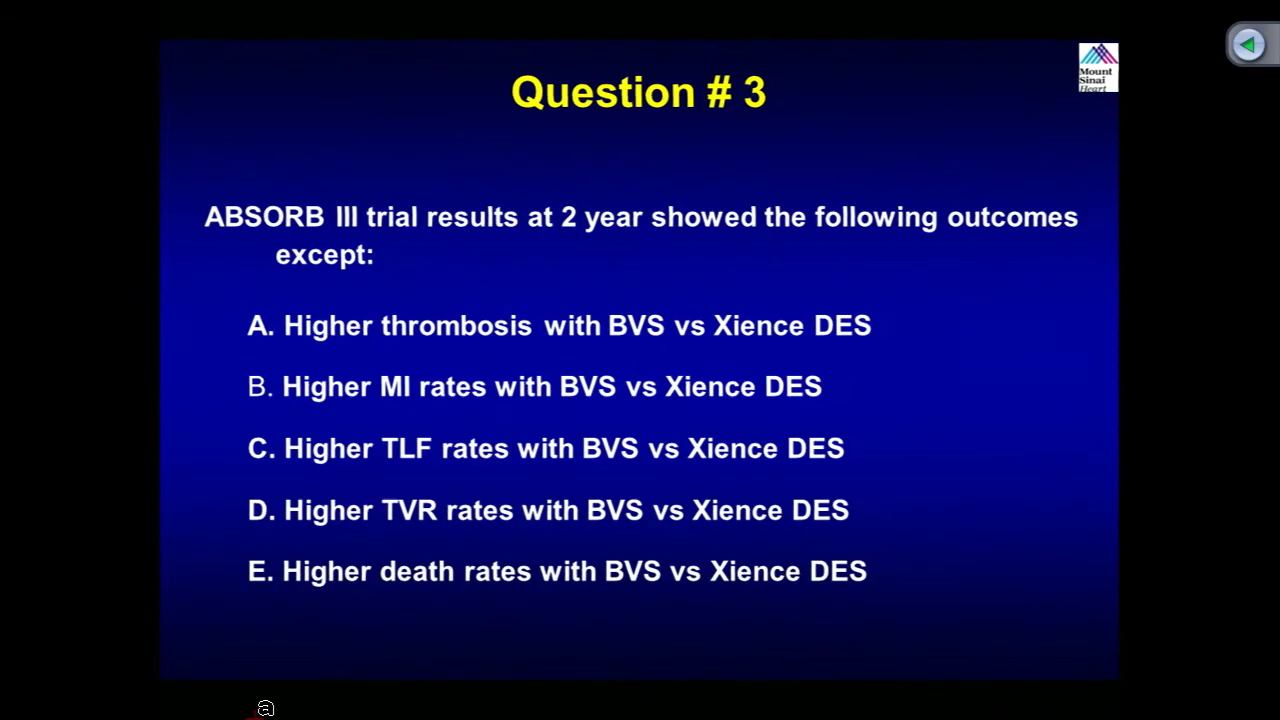 Question # 3
Mount
Sinai
Heart
ABSORB III trial results at 2 year showed the following outcomes
except:
A. Higher thrombosis with BVS vs Xience DES
B. Higher MI rates with BVS vs Xience DES
C. Higher TLF rates with BVS vs Xience DES
D. Higher TVR rates with BVS vs Xience DES
E. Higher death rates with BVS vs Xience DES
a